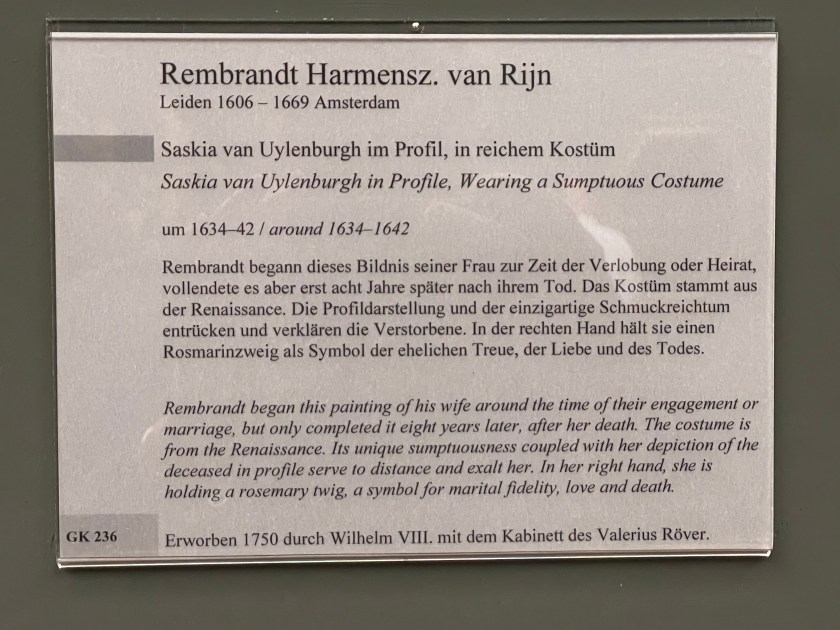 Rembrandt Harmensz. van Rijn
Leiden 1606 – 1669 Amsterdam
Saskia van Uylenburgh im Profil, in reichem Kostüm
Saskia van Uylenburgh in Profile, Wearing a Sumptuous Costume
um 1634–42 / around 1634–1642
Rembrandt begann dieses Bildnis seiner Frau zur Zeit der Verlobung oder Heirat,
vollendete es aber erst acht Jahre später nach ihrem Tod. Das Kostüm stammt aus
der Renaissance. Die Profildarstellung und der einzigartige Schmuckreichtum
entrücken und verklären die Verstorbene. In der rechten Hand hält sie einen
Rosmarinzweig als Symbol der ehelichen Treue, der Liebe und des Todes.
Rembrandt began this painting of his wife around the time of their engagement or
marriage, but only completed it eight years later, after her death. The costume is
from the Renaissance. Its unique sumptuousness coupled with her depiction of the
deceased in profile serve to distance and exalt her. In her right hand, she is
holding a rosemary twig, a symbol for marital fidelity, love and death.
GK 236
Erworben 1750 durch Wilhelm VIII. mit dem Kabinett des Valerius Röver.